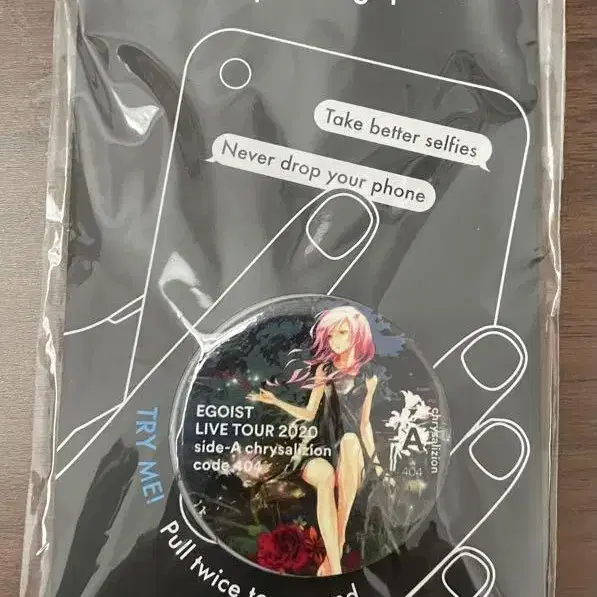 Take better selfies
Never drop your phone
EGOIST
LIVE TOUR 2020
side-A chrysalizion
code 404
A
404
chrysalizion
TRY ME!
Pull twice